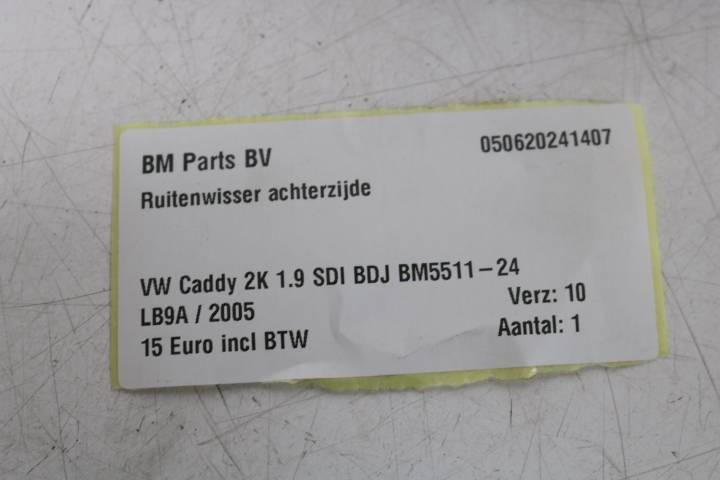 BM Parts BV 050620241407
Ruitenwisser achterzijde
VW Caddy 2K 1.9 SDI BDJ BM5511-24
LB9A / 2005 Verz: 10
15 Euro incl BTW Aantal: 1